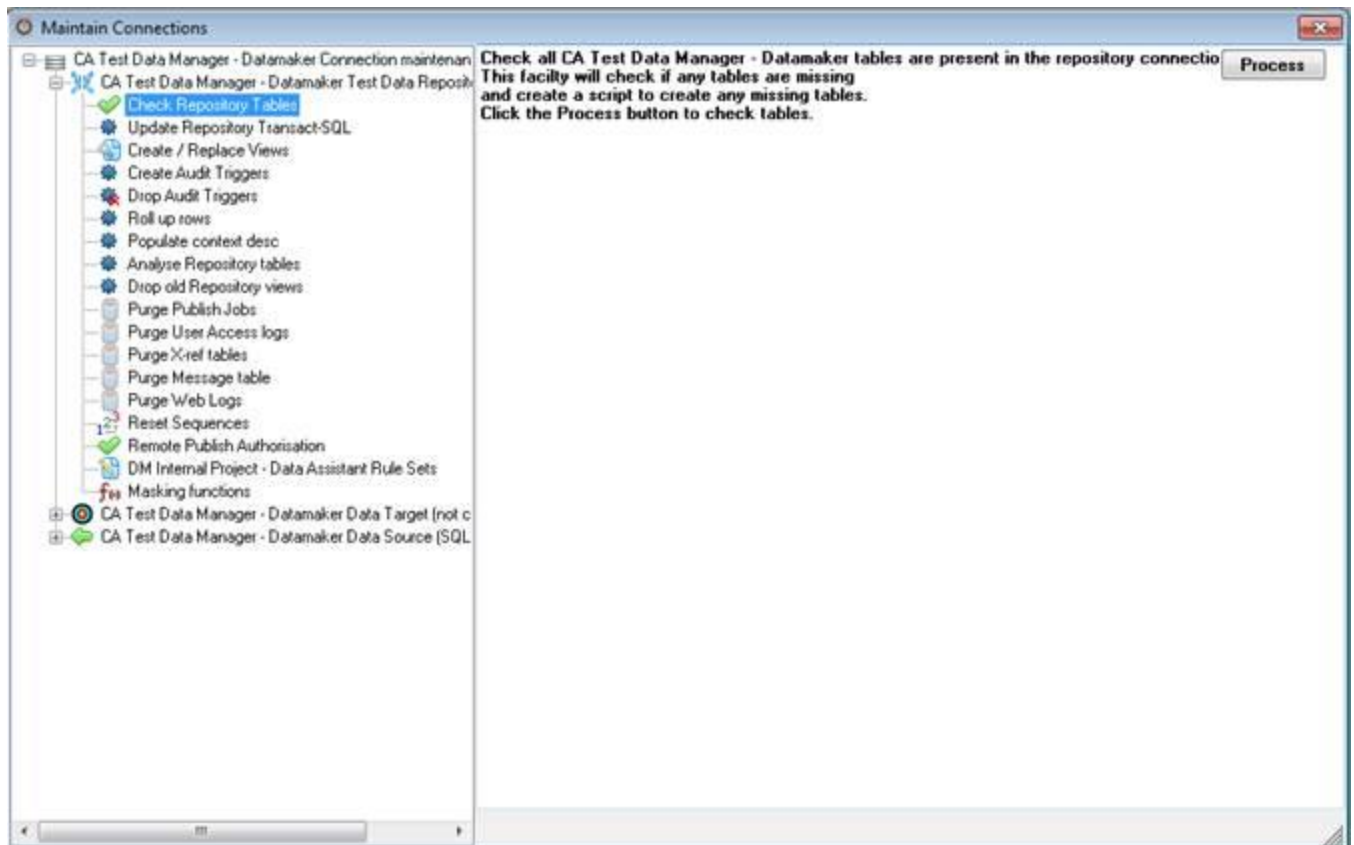 Maintain Connections
CA Test Data Manager - Datamaker Connection maintenan
CA Test Data Manager - Datamaker Test Data Reposit
Check Repository Tables
Update Repository Transact-SQL
Create / Replace Views
Create Audit Triggers
Drop Audit Triggers
Roll up rows
Populate context desc
Analyse Repository tables
Drop old Repository views
Purge Publish Jobs
Purge User Access logs
Purge X-ref tables
Purge Message table
Purge Web Logs
Reset Sequences
Remote Publish Authorisation
DM Internal Project - Data Assistant Rule Sets
Masking functions
CA Test Data Manager - Datamaker Data Target (not c
CA Test Data Manager - Datamaker Data Source (SQL
Check all CA Test Data Manager - Datamaker tables are present in the repository connectio
This facilty will check if any tables are missing
and create a script to create any missing tables.
Click the Process button to check tables.
Process